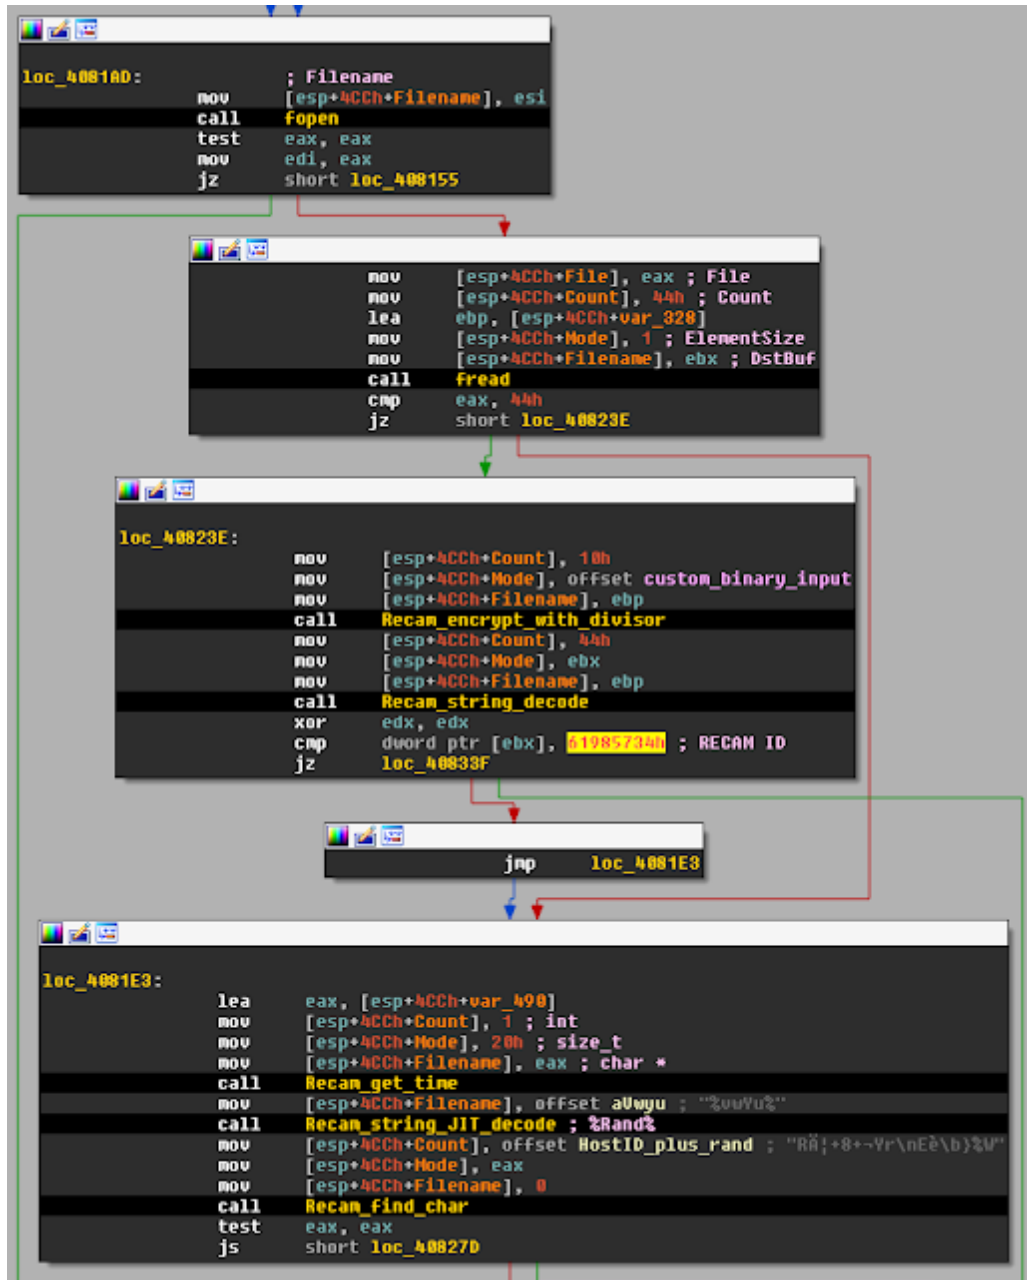 loc_4081AD: ; Filename
mov [esp+4CCh+Filename], esi
call fopen
test eax, eax
mov edi, eax
jz short loc_408155
mov [esp+4CCh+File], eax ; File
mov [esp+4CCh+Count], 44h ; Count
lea ebp, [esp+4CCh+var_328]
mov [esp+4CCh+Mode], 1 ; ElementSize
mov [esp+4CCh+Filename], ebx ; DstBuf
call fread
cmp eax, 44h
jz short loc_40823E
loc_40823E:
mov [esp+4CCh+Count], 10h
mov [esp+4CCh+Mode], offset custom_binary_input
mov [esp+4CCh+Filename], ebp
call Recam_encrypt_with_divisor
mov [esp+4CCh+Count], 44h
mov [esp+4CCh+Mode], ebx
mov [esp+4CCh+Filename], ebp
call Recam_string_decode
xor edx, edx
cmp dword ptr [ebx], 61985734h ; RECAM ID
jz loc_40833F
jmp loc_4081E3
loc_4081E3:
lea eax, [esp+4CCh+var_490]
mov [esp+4CCh+Count], 1 ; int
mov [esp+4CCh+Mode], 20h ; size_t
mov [esp+4CCh+Filename], eax ; char *
call Recam_get_time
mov [esp+4CCh+Filename], offset aVwyu ; "%vwYu%"
call Recam_string_JIT_decode ; %Rand%
mov [esp+4CCh+Count], offset HostID_plus_rand ; "RÄ¦+8+¬Yr\nEè\b}%W"
mov [esp+4CCh+Mode], eax
mov [esp+4CCh+Filename], 0
call Recam_find_char
test eax, eax
js short loc_40827D